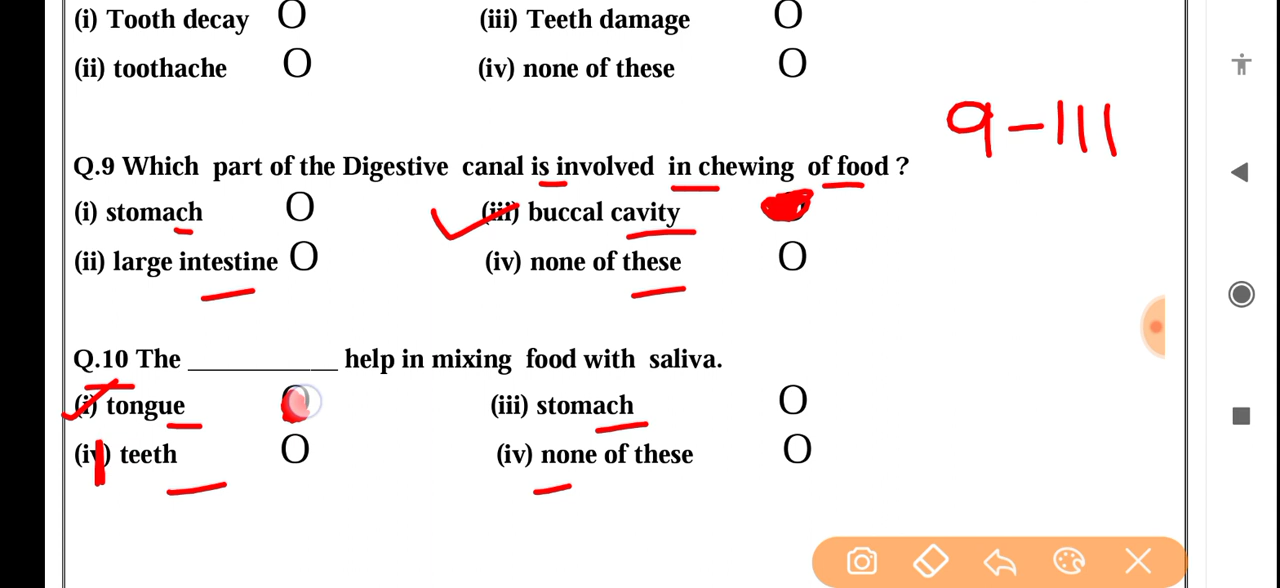 (i) Tooth decay O (iii) Teeth damage O
(ii) toothache O (iv) none of these O
9-111
Q.9 Which part of the Digestive canal is involved in chewing of food ?
(i) stomach O (iii) buccal cavity
(ii) large intestine O (iv) none of these O
Q.10 The ____________ help in mixing food with saliva.
(i) tongue O (iii) stomach O
(iv) teeth O (iv) none of these O